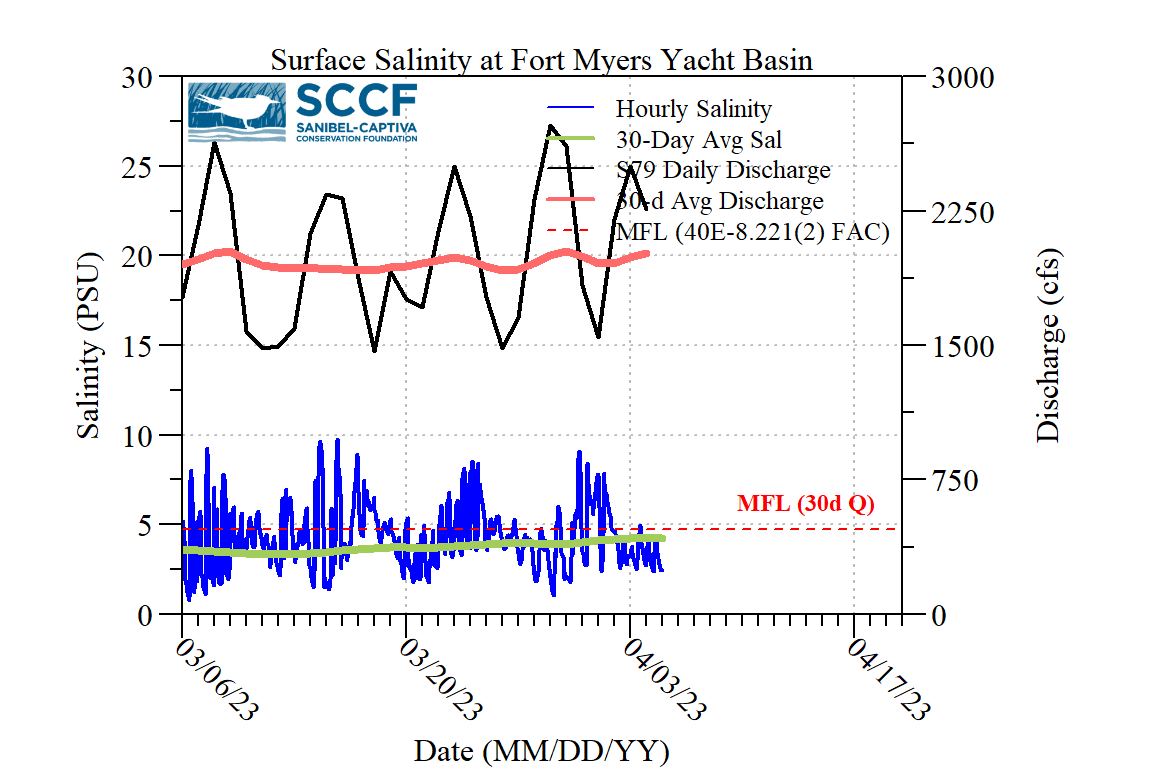 Surface Salinity at Fort Myers Yacht Basin
SCCF
SANIBEL-CAPTIVA
CONSERVATION FOUNDATION
Hourly Salinity
30-Day Avg Sal
S79 Daily Discharge
30-d Avg Discharge
MFL (40E-8.221(2) FAC)
MFL (30d Q)
Salinity (PSU)
30
25
20
15
10
5
0
Discharge (cfs)
3000
2250
1500
750
0
03/06/23
03/20/23
04/03/23
04/17/23
Date (MM/DD/YY)